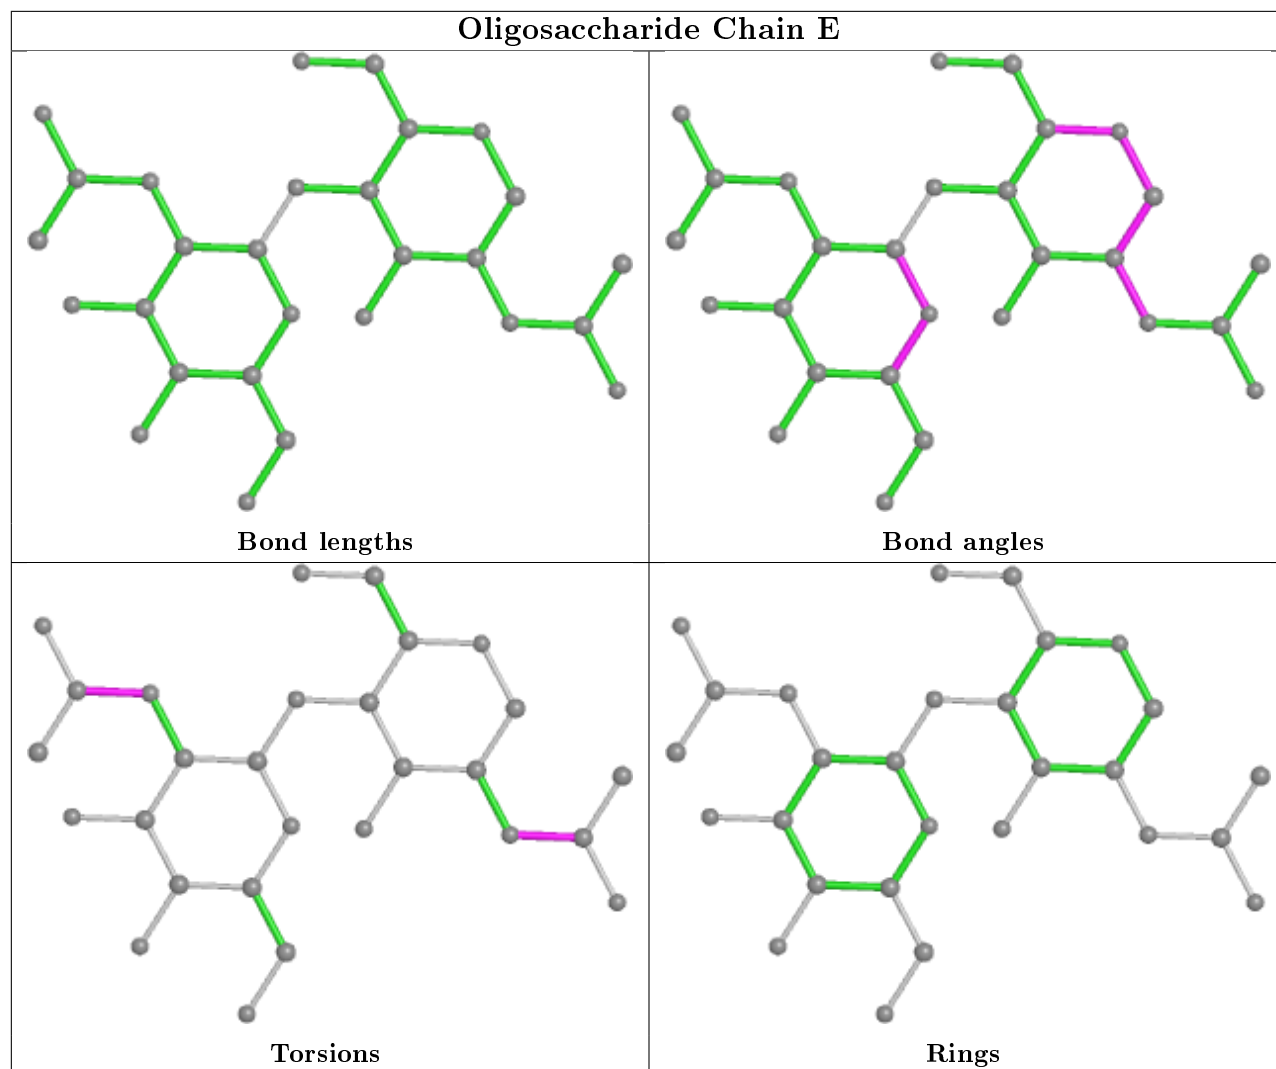 Oligosaccharide Chain E
Bond lengths
Bond angles
Torsions
Rings